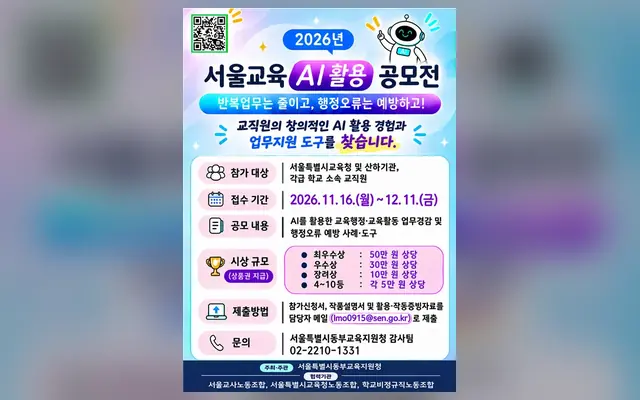 2026년
서울교육 AI 활용 공모전
반복업무는 줄이고, 행정오류는 예방하고!
교직원의 창의적인 AI 활용 경험과
업무지원 도구를 찾습니다.
참가 대상
서울특별시교육청 및 산하기관,
각급 학교 소속 교직원
접수 기간
2026. 11. 16.(월) ~ 12. 11.(금)
공모 내용
AI를 활용한 교육행정·교육활동 업무경감 및
행정오류 예방 사례·도구
시상 규모
(상품권 지급)
• 최우수상 : 50만 원 상당
• 우수상 : 30만 원 상당
• 장려상 : 10만 원 상당
• 4~10등 : 각 5만 원 상당
제출방법
참가신청서, 작품설명서 및 활용·작동증빙자료를
담당자 메일 (imo0915@sen.go.kr)로 제출
문의
서울특별시동부교육지원청 감사팀
02-2210-1331
주최·주관 서울특별시동부교육지원청
협력기관
서울교사노동조합, 서울특별시교육청노동조합, 학교비정규직노동조합